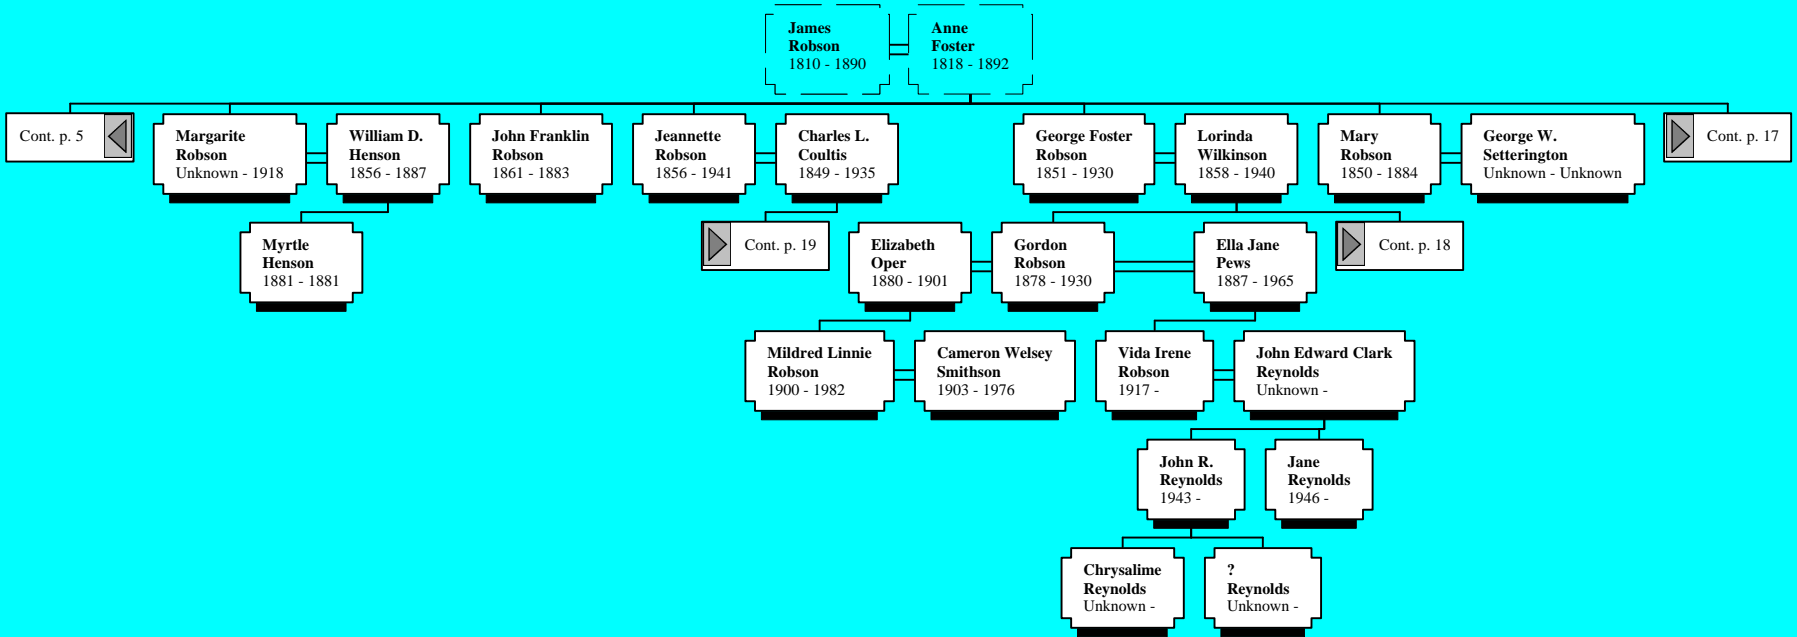 James
Robson
1810 - 1890
Anne
Foster
1818 - 1892
Cont. p. 5
Margarite
Robson
Unknown - 1918
William D.
Henson
1856 - 1887
John Franklin
Robson
1861 - 1883
Jeannette
Robson
1856 - 1941
Charles L.
Coultis
1849 - 1935
George Foster
Robson
1851 - 1930
Lorinda
Wilkinson
1858 - 1940
Mary
Robson
1850 - 1884
George W.
Setterington
Unknown - Unknown
Cont. p. 17
Myrtle
Henson
1881 - 1881
Cont. p. 19
Elizabeth
Oper
1880 - 1901
Gordon
Robson
1878 - 1930
Ella Jane
Pews
1887 - 1965
Cont. p. 18
Mildred Linnie
Robson
1900 - 1982
Cameron Welsey
Smithson
1903 - 1976
Vida Irene
Robson
1917 -
John Edward Clark
Reynolds
Unknown -
John R.
Reynolds
1943 -
Jane
Reynolds
1946 -
Chrysalime
Reynolds
Unknown -
?
Reynolds
Unknown -